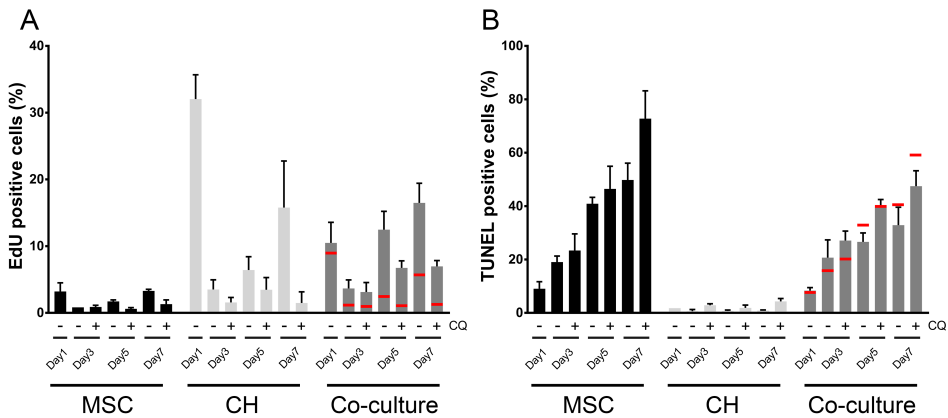 A
EdU positive cells (%)
40
30
20
10
0
- - + - + - + - - + - + - + - - + - + - + CQ
Day1 Day3 Day5 Day7 Day1 Day3 Day5 Day7 Day1 Day3 Day5 Day7
MSC CH Co-culture
B
TUNEL positive cells (%)
100
80
60
40
20
0
- - + - + - + - - + - + - + - - + - + - + CQ
Day1 Day3 Day5 Day7 Day1 Day3 Day5 Day7 Day1 Day3 Day5 Day7
MSC CH Co-culture